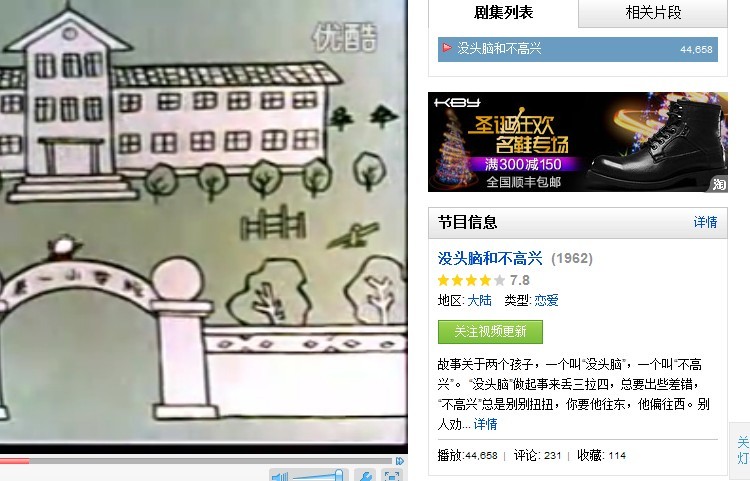 优酷
第一小学校
剧集列表
相关片段
没头脑和不高兴 44,658
KBY
圣诞狂欢
名鞋专场
满300减150
全国顺丰包邮
淘
节目信息 详情
没头脑和不高兴 (1962)
7.8
地区: 大陆 类型: 恋爱
关注视频更新
故事关于两个孩子，一个叫“没头脑”，一个叫“不高
兴”。 “没头脑”做起事来丢三拉四，总要出些差错，
“不高兴”总是别别扭扭，你要他往东，他偏往西。别
人劝... 详情
播放:44,658 | 评论: 231 | 收藏: 114
关
灯